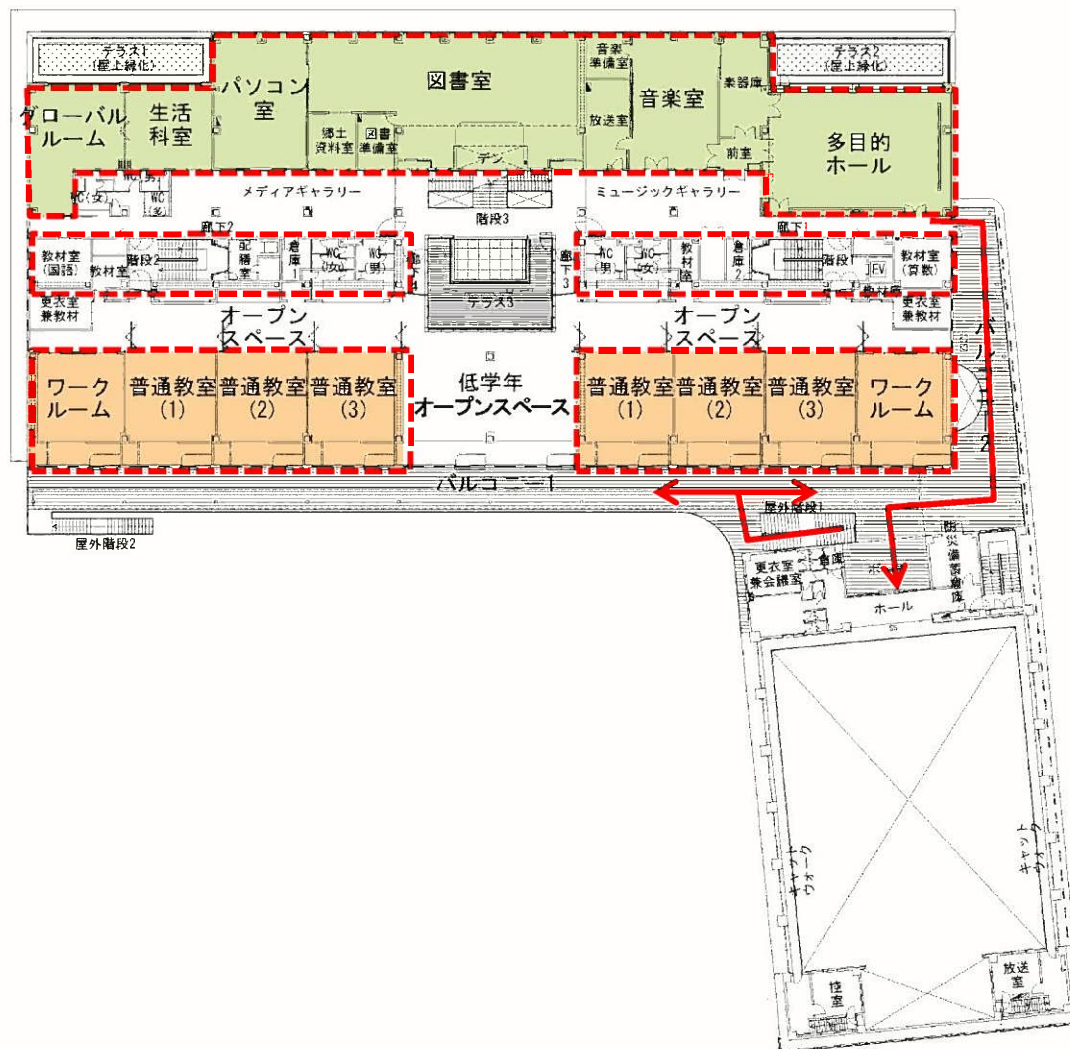 テラス1
(屋上緑化)
テラス2
(屋上緑化)
グローバル
ルーム
生活
科室
パソコン
室
図書室
郷土
資料室
図書
準備室
デン
音楽
準備室
放送室
音楽室
楽器庫
前室
多目的
ホール
WC(男)
WC(女)
WC
(多)
メディアギャラリー
階段3
ミュージックギャラリー
廊下2
廊下1
教材室
(国語)
教材室
階段2
配膳室
倉庫1
WC
(女)
WC
(男)
廊下4
テラス3
廊下3
WC
(男)
WC
(女)
教材室
倉庫2
階段1
EV
教材室
(算数)
更衣室
兼教材
オープン
スペース
オープン
スペース
更衣室
兼教材
バルコニー2
ワーク
ルーム
普通教室
(1)
普通教室
(2)
普通教室
(3)
低学年
オープンスペース
普通教室
(1)
普通教室
(2)
普通教室
(3)
ワーク
ルーム
バルコニー1
屋外階段2
屋外階段1
更衣室
兼会議室
倉庫
防災備蓄倉庫
ホール
キャット
ウォーク
キャット
ウォーク
控室
放送
室